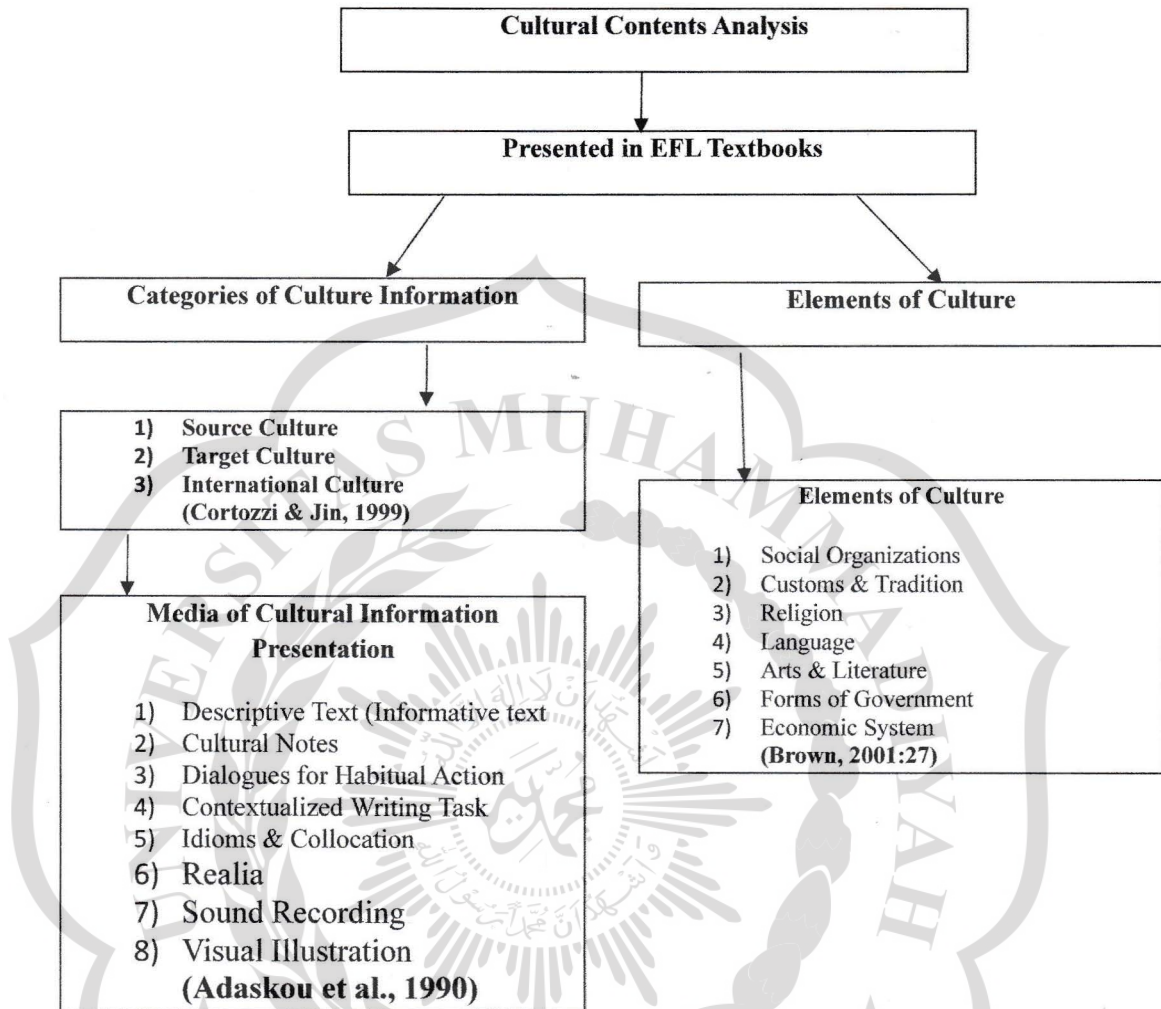 Cultural Contents Analysis
Presented in EFL Textbooks
Categories of Culture Information
Elements of Culture
1) Source Culture
2) Target Culture
3) International Culture
(Cortozzi & Jin, 1999)
Elements of Culture
1) Social Organizations
2) Customs & Tradition
3) Religion
4) Language
5) Arts & Literature
6) Forms of Government
7) Economic System
(Brown, 2001:27)
Media of Cultural Information
Presentation
1) Descriptive Text (Informative text
2) Cultural Notes
3) Dialogues for Habitual Action
4) Contextualized Writing Task
5) Idioms & Collocation
6) Realia
7) Sound Recording
8) Visual Illustration
(Adaskou et al., 1990)
UNIVERSITAS MUHAMMADIYAH